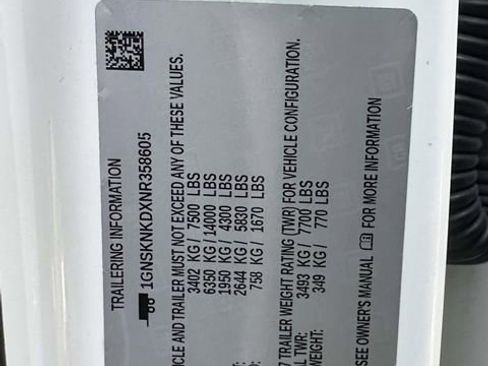 TRAILERING INFORMATION
1GNSKNKDXNR358605
AND TRAILER MUST NOT EXCEED ANY OF THESE VALUES.
3402 KG / 7500 LBS
6350 KG / 14000 LBS
1950 KG / 4300 LBS
2644 KG / 5830 LBS
758 KG / 1670 LBS
TRAILER WEIGHT RATING (TWR) FOR VEHICLE CONFIGURATION.
TWR: 3493 KG / 7700 LBS
349 KG / 770 LBS
SEE OWNER'S MANUAL FOR MORE INFORMATION